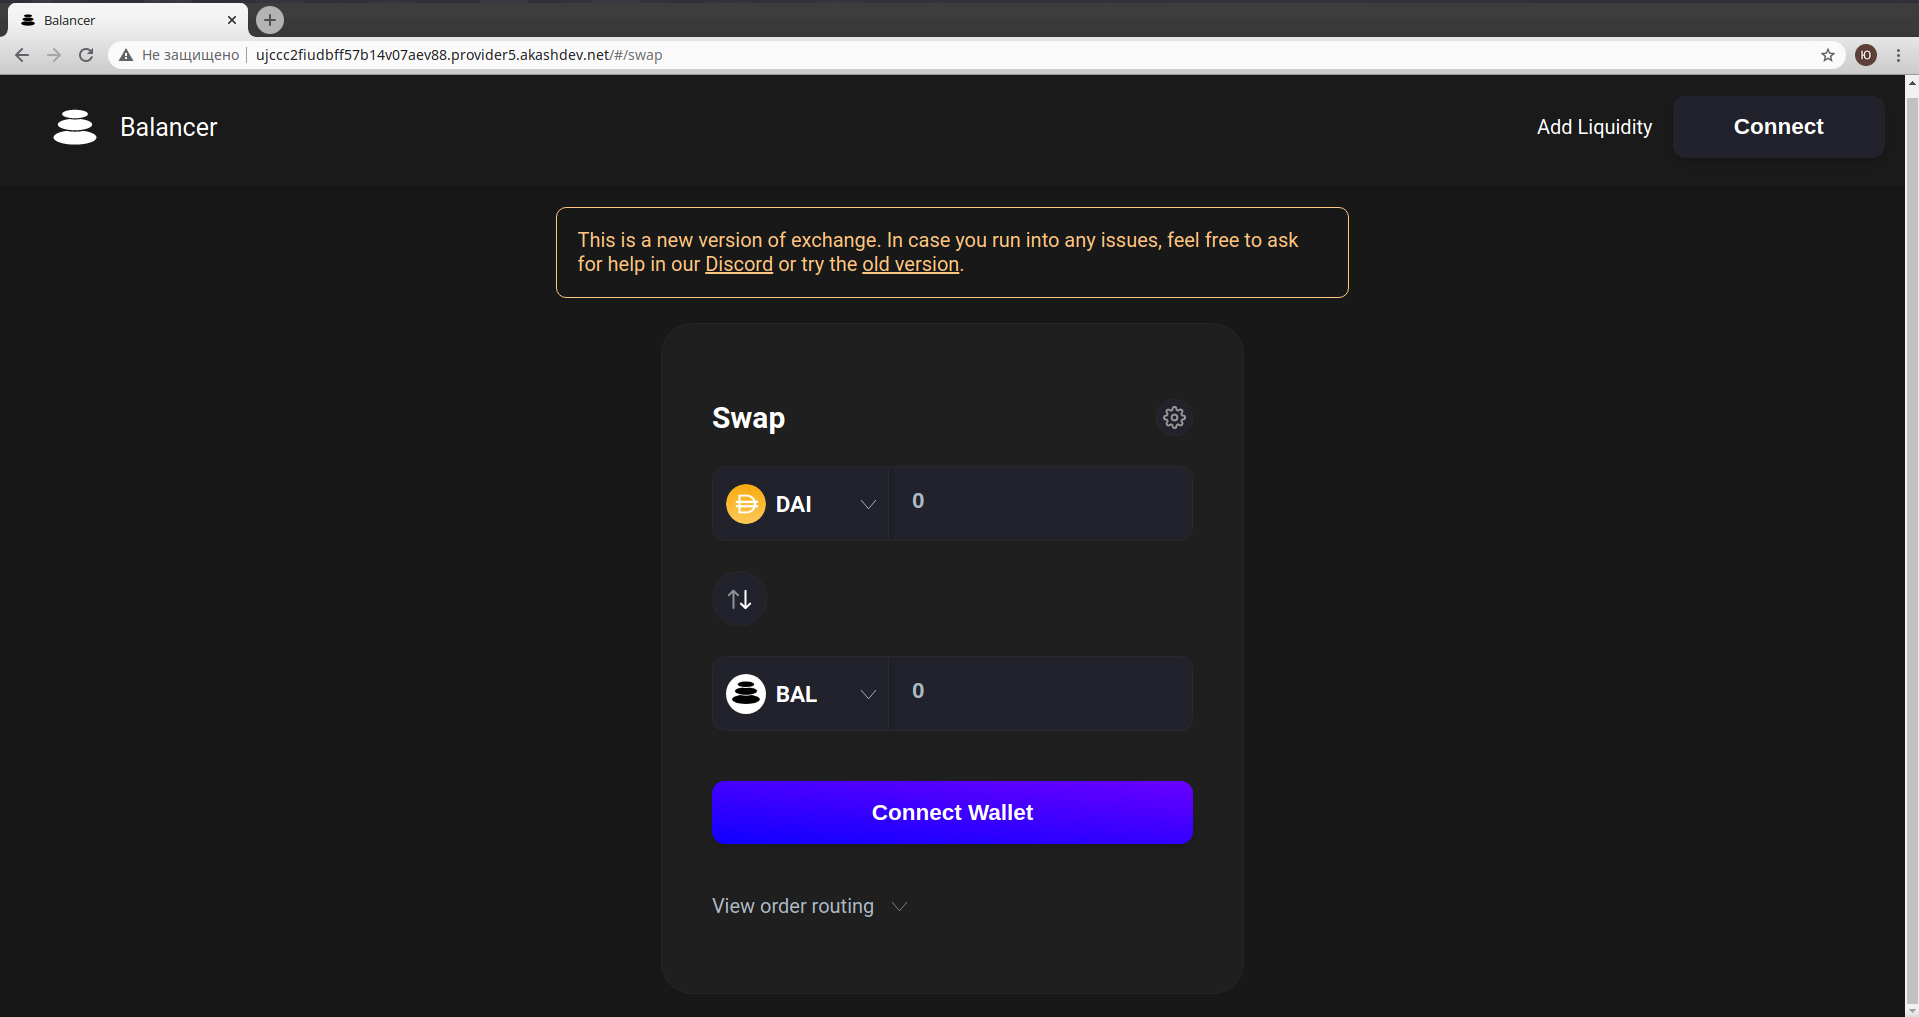 Balancer
Не защищено ujccc2fiudbff57b14v07aev88.provider5.akashdev.net/#/swap
Ю
Balancer
Add Liquidity
Connect
This is a new version of exchange. In case you run into any issues, feel free to ask
for help in our Discord or try the old version.
Swap
DAI
0
BAL
0
Connect Wallet
View order routing